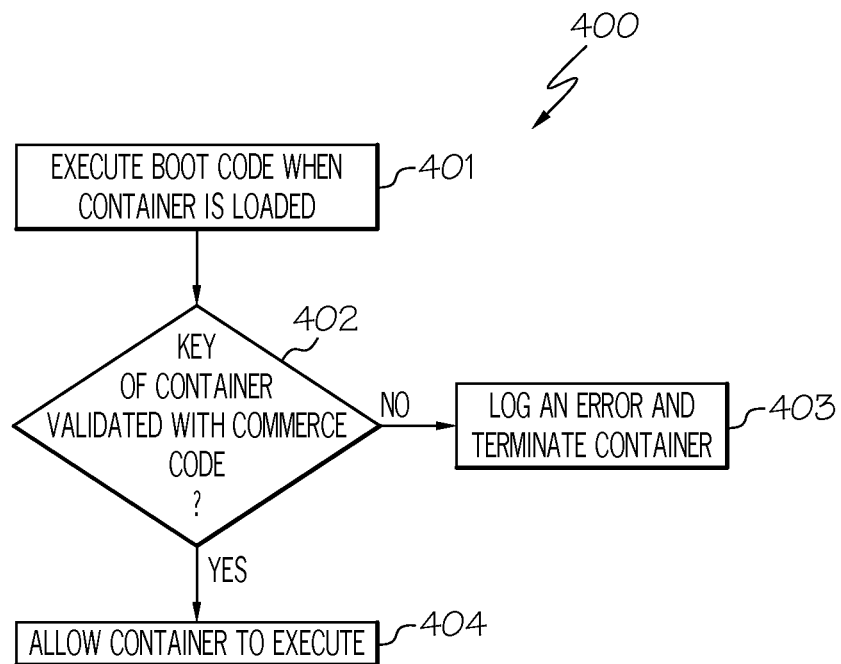 400
EXECUTE BOOT CODE WHEN
CONTAINER IS LOADED
401
402
KEY
OF CONTAINER
VALIDATED WITH COMMERCE
CODE
?
NO
LOG AN ERROR AND
TERMINATE CONTAINER
403
YES
ALLOW CONTAINER TO EXECUTE
404